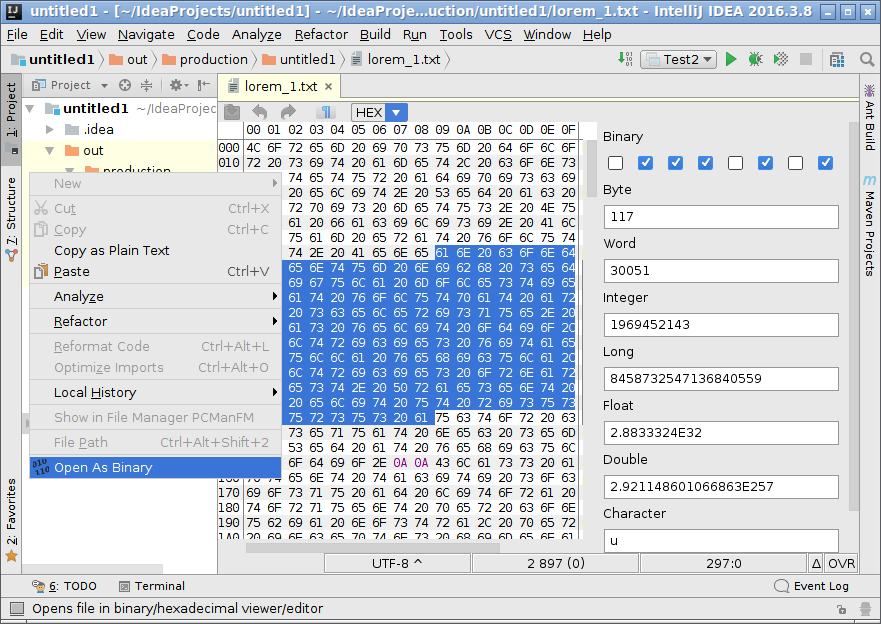 untitled1 - [~/IdeaProjects/untitled1] - ~/IdeaProje...uction/untitled1/lorem_1.txt - IntelliJ IDEA 2016.3.8
File Edit View Navigate Code Analyze Refactor Build Run Tools VCS Window Help
untitled1 out production untitled1 lorem_1.txt Test2
1: Project
7: Structure
2: Favorites
Project
untitled1 ~/IdeaProjec
.idea
out
production
New
Cut Ctrl+X
Copy Ctrl+C
Copy as Plain Text
Paste Ctrl+V
Analyze
Refactor
Reformat Code Ctrl+Alt+L
Optimize Imports Ctrl+Alt+O
Local History
Show in File Manager PCManFM
File Path Ctrl+Alt+Shift+2
Open As Binary
lorem_1.txt
HEX
00 01 02 03 04 05 06 07 08 09 0A 0B 0C 0D 0E 0F
000 4C 6F 72 65 6D 20 69 70 73 75 6D 20 64 6F 6C 6F
010 72 20 73 69 74 20 61 6D 65 74 2C 20 63 6F 6E 73
74 65 74 75 72 20 61 64 69 70 69 73 63 69
20 65 6C 69 74 2E 20 53 65 64 20 61 63 20
72 70 69 73 20 6D 65 74 75 73 2E 20 4E 75
61 20 66 61 63 69 6C 69 73 69 2E 20 41 6C
75 61 6D 20 65 72 61 74 20 76 6F 6C 75 74
74 2E 20 41 65 6E 65 61 6E 20 63 6F 6E 64
65 6E 74 75 6D 20 6E 69 62 68 20 73 65 64
69 67 75 6C 61 20 6D 6F 6C 65 73 74 69 65
61 74 20 76 6F 6C 75 74 70 61 74 20 61 72
20 73 63 65 6C 65 72 69 73 71 75 65 2E 20
61 73 20 76 65 6C 69 74 20 6F 64 69 6F 2C
6C 74 72 69 63 69 65 73 20 76 69 74 61 65
75 6C 6C 61 20 76 68 69 63 75 6C 61 2C
6C 74 72 69 63 69 65 73 20 6F 72 6E 61 72
65 73 74 2E 20 50 72 61 65 73 65 6E 74 20
20 65 6C 69 74 20 75 74 20 72 69 73 75 73
75 72 73 75 73 20 61 75 63 74 6F 72 20 63
73 65 71 75 61 74 20 6E 65 63 20 73 65 6D
53 65 64 20 61 74 20 65 68 69 63 75 6C
6F 64 69 6F 2E 0A 0A 43 6C 61 73 73 20 61
65 6E 74 20 74 61 63 69 74 69 20 73 6F 63
170 69 6F 73 71 75 20 61 64 20 6C 69 74 6F 72 61 20
180 74 6F 72 71 75 65 6E 74 20 70 65 72 20 63 6F 6E
190 75 62 69 61 20 6E 6F 73 74 72 61 2C 20 70 65 72
1A0 20 69 6E 63 65 70 74 6F 73 20 68 69 6D 65 6E 61
Binary
Byte
117
Word
30051
Integer
1969452143
Long
8458732547136840559
Float
2.8833324E32
Double
2.921148601066863E257
Character
u
Ant Build
Maven Projects
UTF-8 ^ 2 897 (0) 297:0 Δ OVR
6: TODO Terminal Event Log
Opens file in binary/hexadecimal viewer/editor